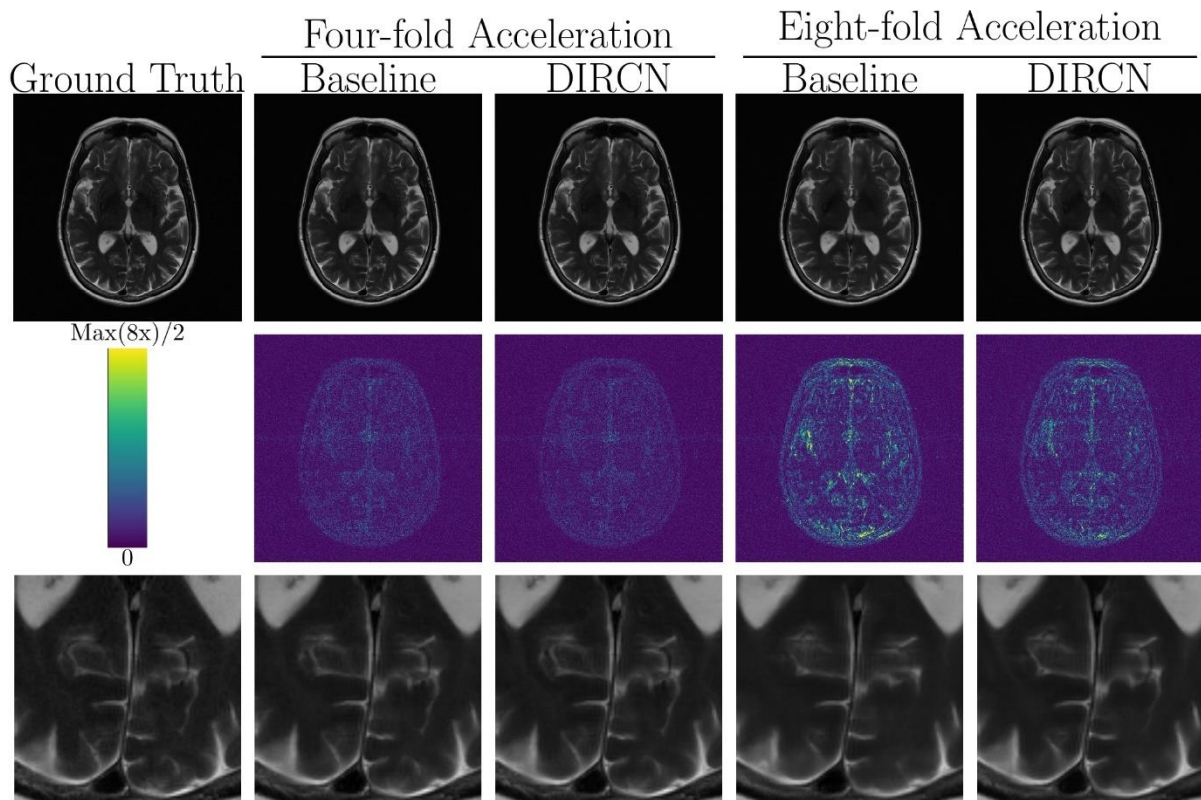 Four-fold Acceleration Eight-fold Acceleration
Ground Truth Baseline DIRCN Baseline DIRCN
Max(8x)/2
0